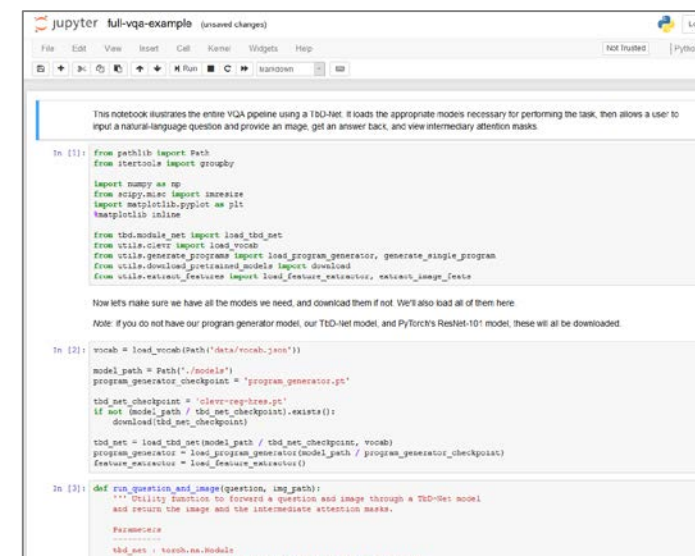 jupyter full-vqa-example (unsaved changes)
File Edit View Insert Cell Kernel Widgets Help
Not Trusted
Run Markdown
This notebook illustrates the entire VQA pipeline using a TbD-Net. It loads the appropriate models necessary for performing the task, then allows a user to
input a natural-language question and provide an image, get an answer back, and view intermediary attention masks.
In [1]: from pathlib import Path
from itertools import groupby
import numpy as np
from scipy.misc import imresize
import matplotlib.pyplot as plt
%matplotlib inline
from tbd.module_net import load_tbd_net
from utils.clevr import load_vocab
from utils.generate_programs import load_program_generator, generate_single_program
from utils.download_pretrained_models import download
from utils.extract_features import load_feature_extractor, extract_image_feats
Now let's make sure we have all the models we need, and download them if not. We'll also load all of them here.
Note: if you do not have our program generator model, our TbD-Net model, and PyTorch's ResNet-101 model, these will all be downloaded.
In [2]: vocab = load_vocab(Path('data/vocab.json'))
model_path = Path('./models')
program_generator_checkpoint = 'program_generator.pt'
tbd_net_checkpoint = 'clevr-reg-hres.pt'
if not (model_path / tbd_net_checkpoint).exists():
download(tbd_net_checkpoint)
tbd_net = load_tbd_net(model_path / tbd_net_checkpoint, vocab)
program_generator = load_program_generator(model_path / program_generator_checkpoint)
feature_extractor = load_feature_extractor()
In [3]: def run_question_and_image(question, img_path):
''' Utility function to forward a question and image through a TbD-Net model
and return the image and the intermediate attention masks.
Parameters
----------
tbd_net : torch.nn.Module